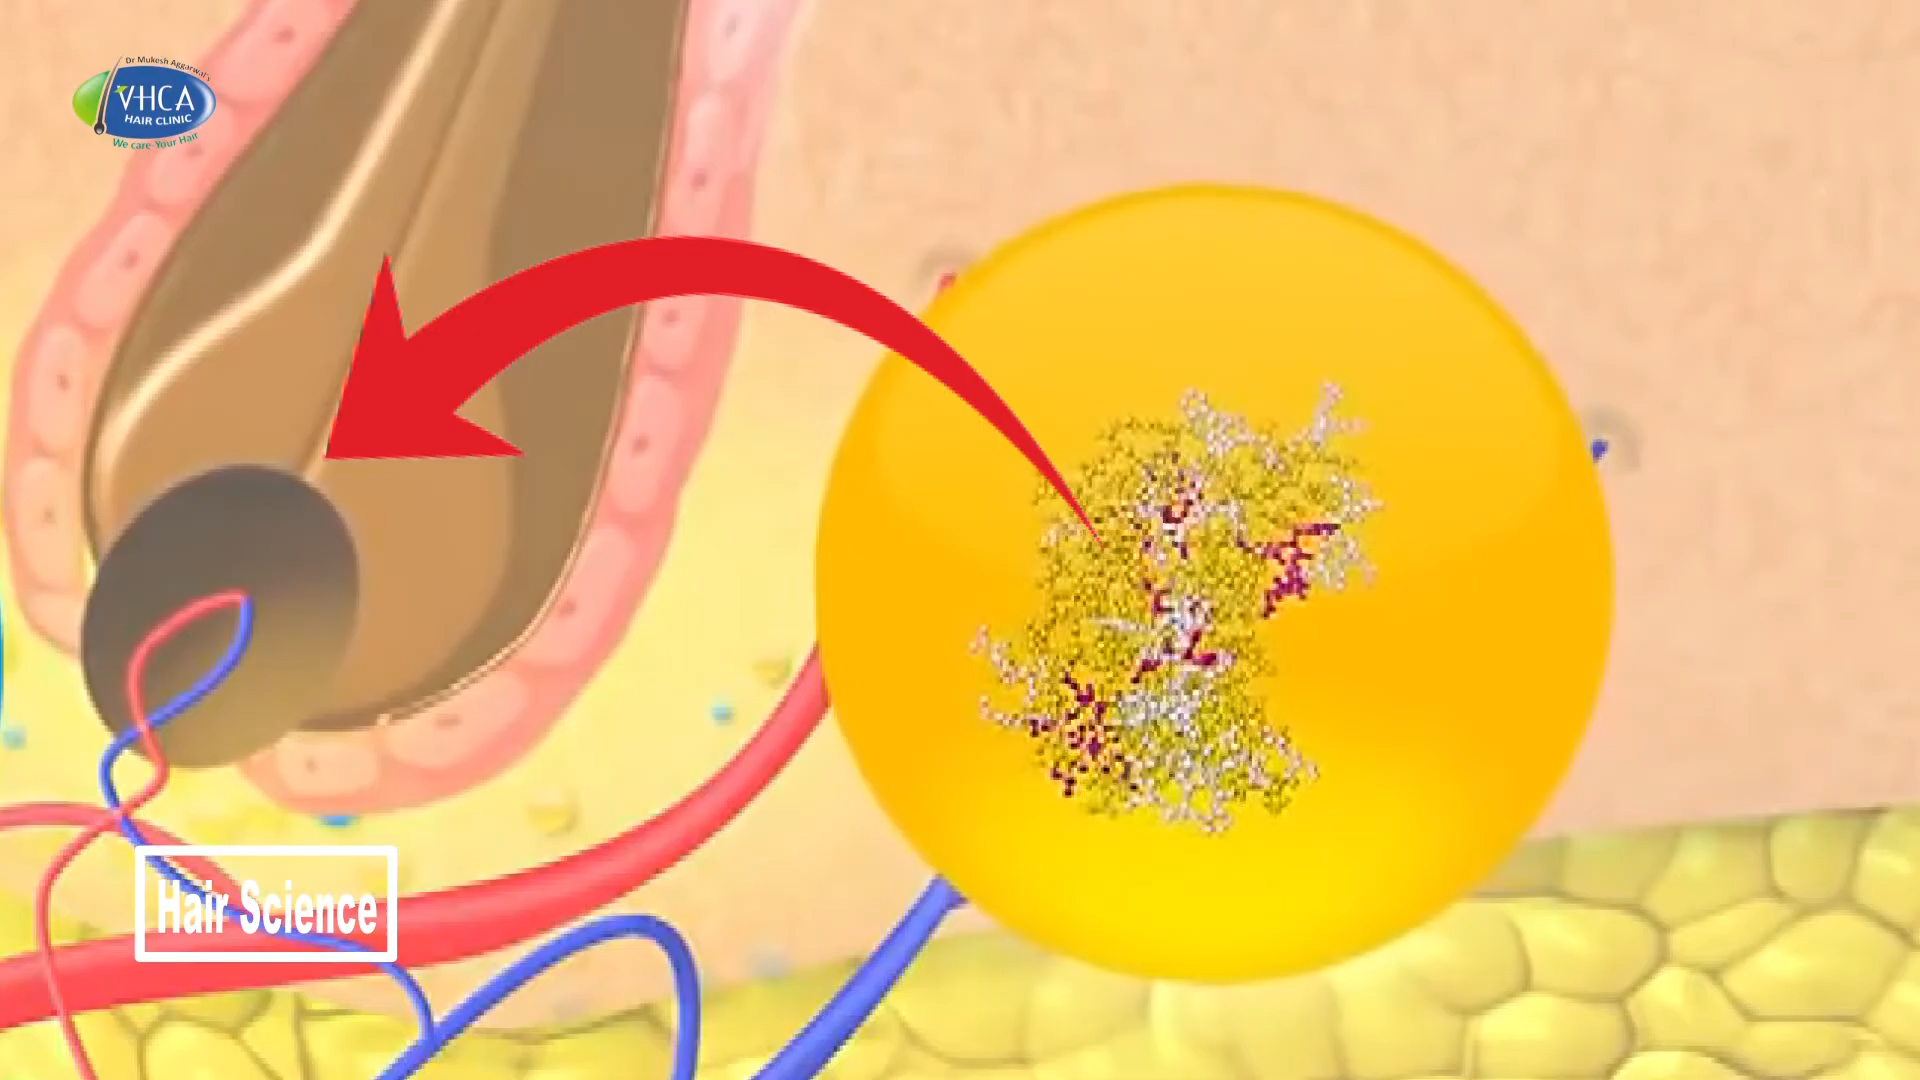 Dr Mukesh Aggarwal's
VHCA
HAIR CLINIC
We care Your Hair
Hair Science